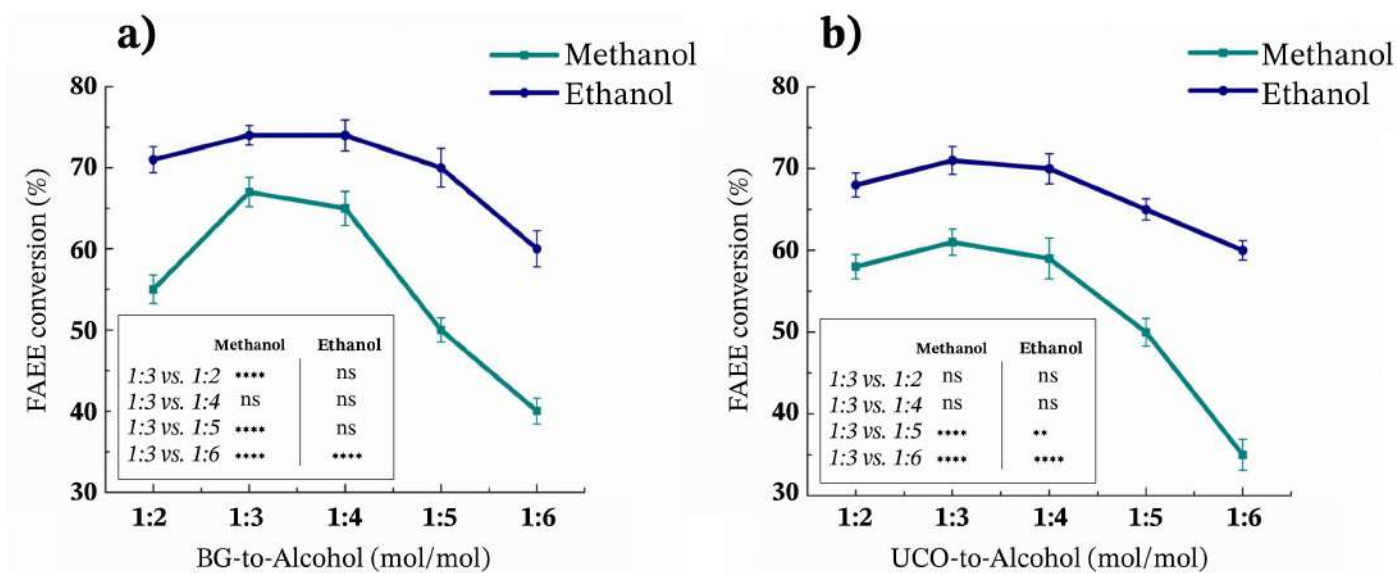 a)
Methanol
Ethanol
80
70
60
50
40
30
FAEE conversion (%)
Methanol Ethanol
1:3 vs. 1:2 **** ns
1:3 vs. 1:4 ns ns
1:3 vs. 1:5 **** ns
1:3 vs. 1:6 **** ****
1:2 1:3 1:4 1:5 1:6
BG-to-Alcohol (mol/mol)
b)
Methanol
Ethanol
80
70
60
50
40
30
FAEE conversion (%)
Methanol Ethanol
1:3 vs. 1:2 ns ns
1:3 vs. 1:4 ns ns
1:3 vs. 1:5 **** **
1:3 vs. 1:6 **** ****
1:2 1:3 1:4 1:5 1:6
UCO-to-Alcohol (mol/mol)